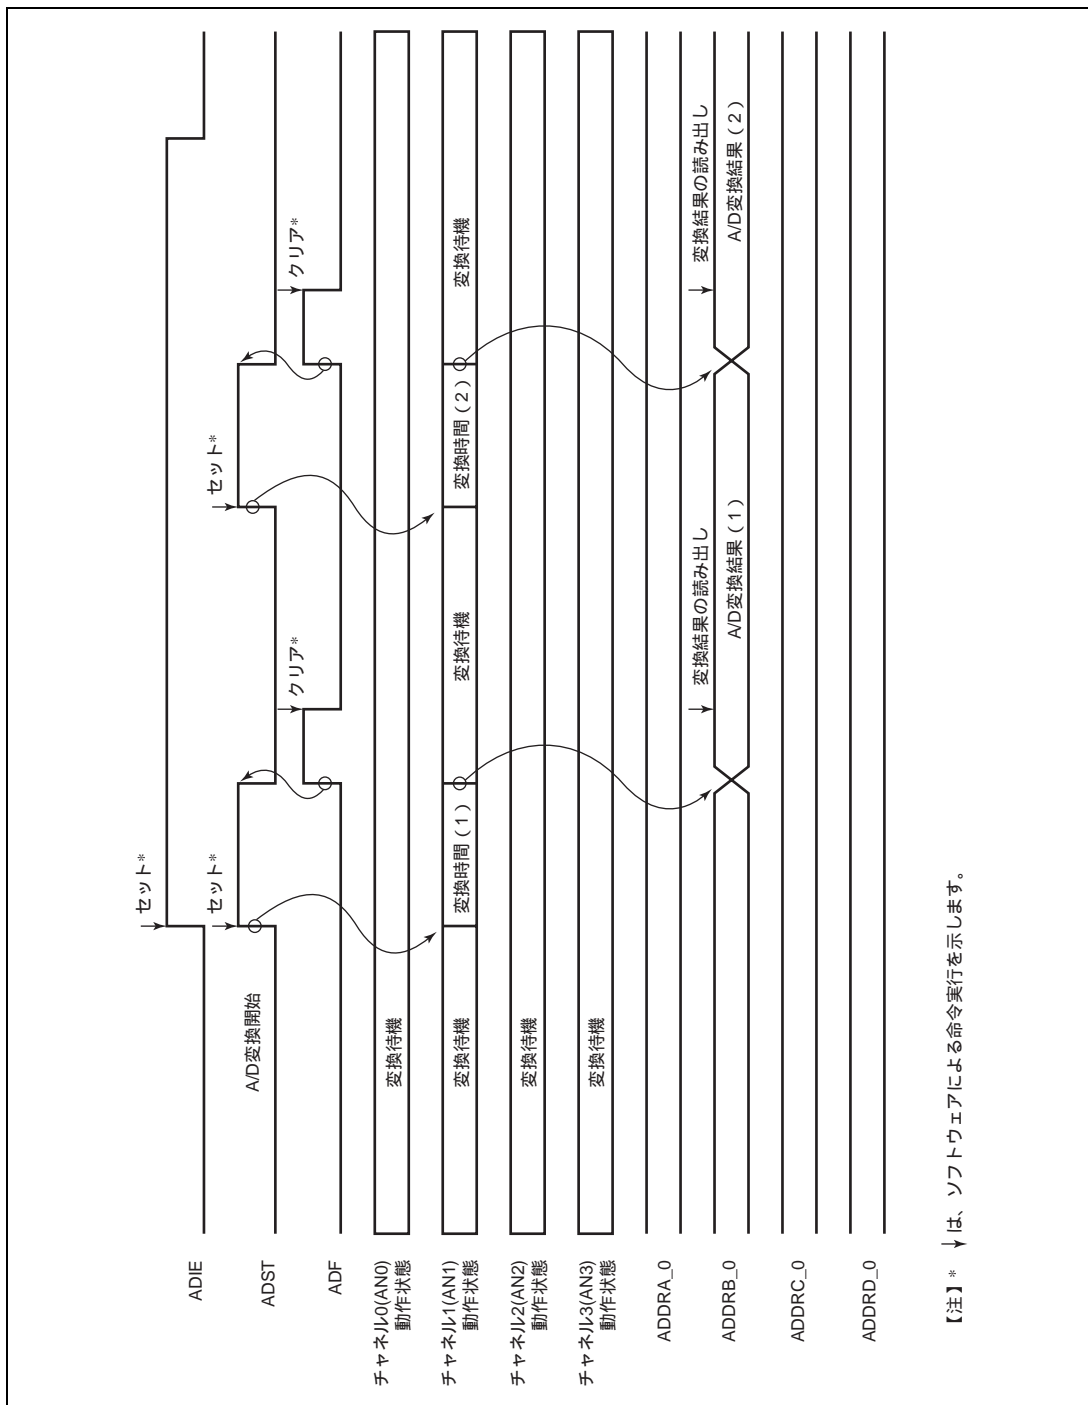 ADIE
セット*
ADST
A/D変換開始
セット*
セット*
ADF
クリア*
クリア*
チャネル0(AN0)
動作状態
変換待機
チャネル1(AN1)
動作状態
変換待機
変換時間（1）
変換待機
変換時間（2）
変換待機
チャネル2(AN2)
動作状態
変換待機
チャネル3(AN3)
動作状態
変換待機
ADDRA_0
ADDRB_0
変換結果の読み出し
A/D変換結果（1）
変換結果の読み出し
A/D変換結果（2）
ADDRC_0
ADDRD_0
【注】* ↓ は、ソフトウェアによる命令実行を示します。